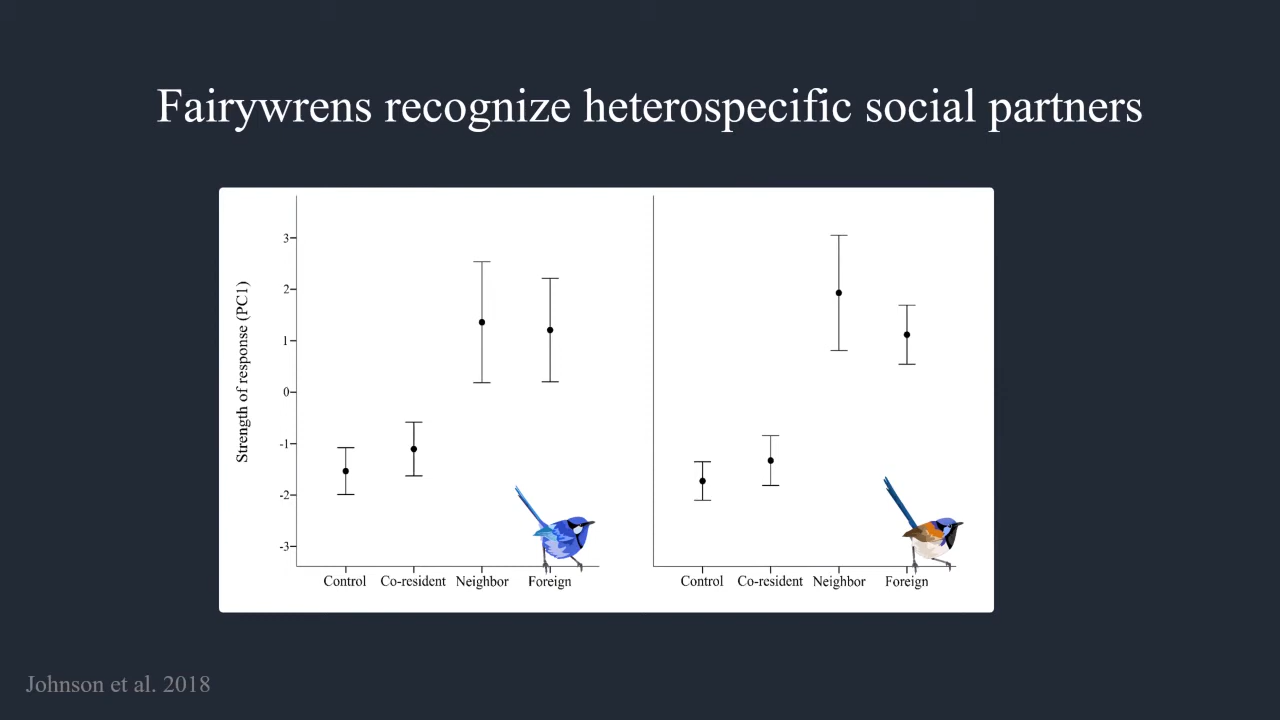 Fairywrens recognize heterospecific social partners
Strength of response (PC1)
3
2
1
0
-1
-2
-3
Control Co-resident Neighbor Foreign
Control Co-resident Neighbor Foreign
Johnson et al. 2018